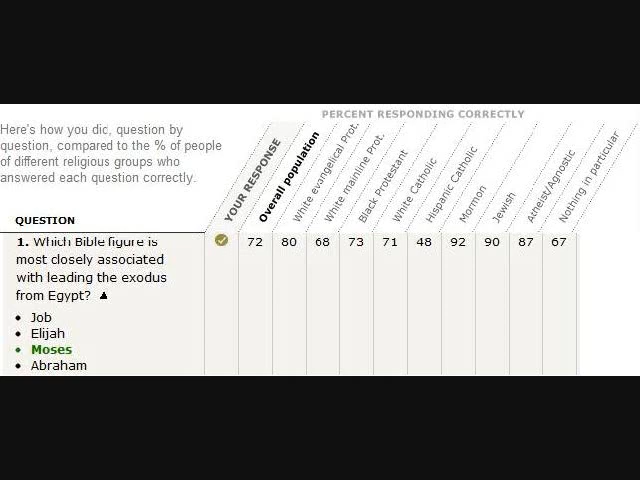 PERCENT RESPONDING CORRECTLY
Here's how you dic, question by
question, compared to the % of people
of different religious groups who
answered each question correctly.
QUESTION
YOUR RESPONSE
Overall population
White evangelical Prot.
White mainline Prot.
Black Protestant
White Catholic
Hispanic Catholic
Mormon
Jewish
Atheist/Agnostic
Nothing in particular
1. Which Bible figure is
most closely associated
with leading the exodus
from Egypt? ▲
72 80 68 73 71 48 92 90 87 67
• Job
• Elijah
• Moses
• Abraham